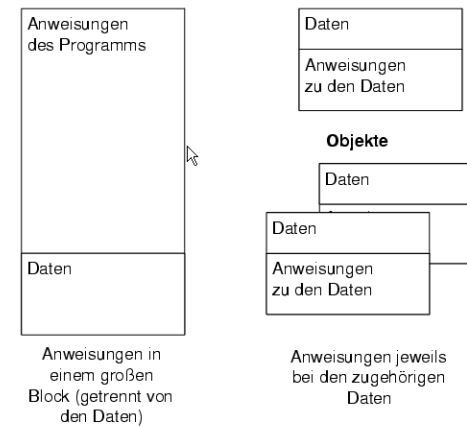 Anweisungen
des Programms
Daten
Anweisungen in
einem großen
Block (getrennt von
den Daten)
Daten
Anweisungen
zu den Daten
Objekte
Daten
Daten
Anweisungen
zu den Daten
Anweisungen jeweils
bei den zugehörigen
Daten